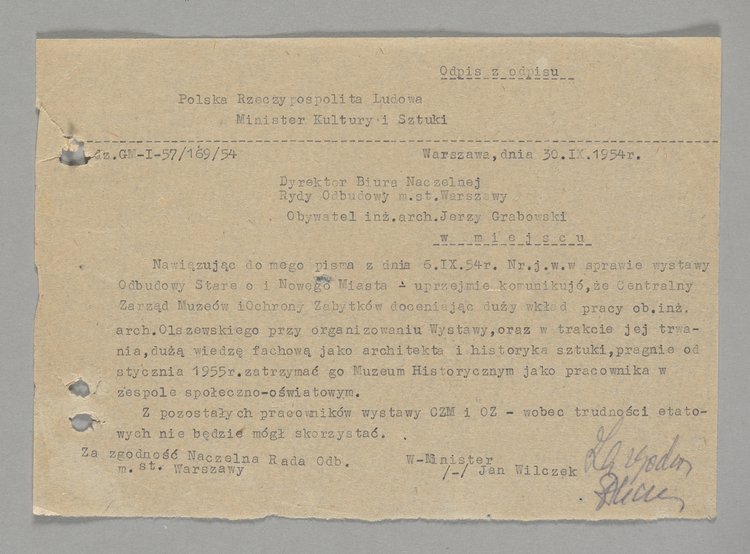 Odpis z odpisu
Polska Rzeczypospolita Ludowa
Minister Kultury i Sztuki
Gz.GM-I-57/169/54 Warszawa,dnia 30.IX.1954r.
Dyrektor Biura Naczelnej
Rydy Odbudowy m.st.Warszawy
Obywatel inż.arch.Jerzy Grabowski
w miejscu
Nawiązując do mego pisma z dnia 6.IX.54r. Nr.j.w.w sprawie wystawy
Odbudowy Stare o i Nowego Miasta - uprzejmie komunikujó,że Centralny
Zarząd Muzeów iOchrony Zabytków doceniając duży wkład pracy ob.inż.
arch.Olszewskiego przy organizowaniu Wystawy,oraz w trakcie jej trwa-
nia,dużą wiedzę fachową jako architekta i historyka sztuki,pragnie od
stycznia 1955r.zatrzymać go Muzeum Historycznym jako pracownika w
zespole społeczno-oświatowym.
Z pozostałych pracowników wystawy CZM i OZ - wobec trudności etato-
wych nie będzie mógł skorzystać.
Za zgodność Naczelna Rada Odb.
m.st. Warszawy
W-Minister
/-/ Jan Wilczek